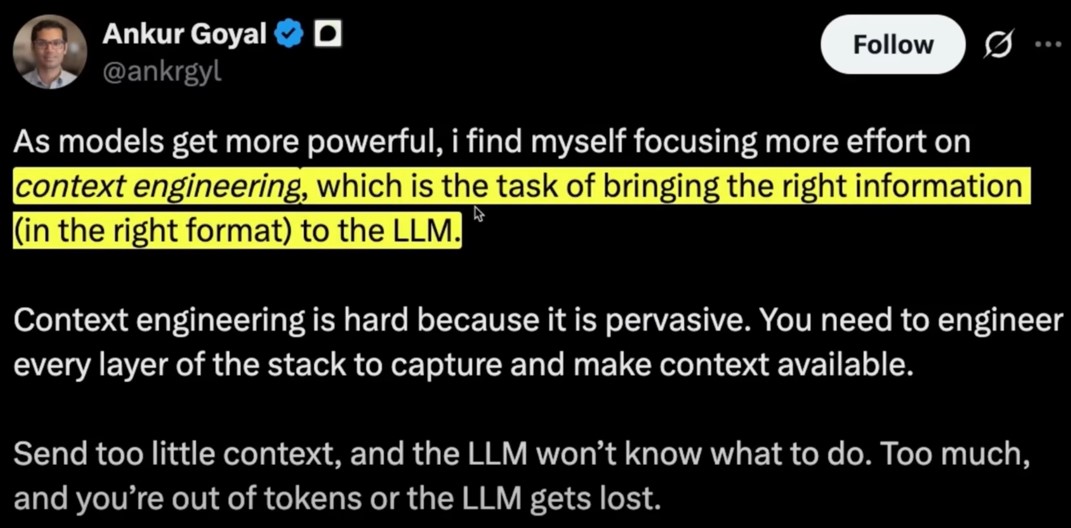 Ankur Goyal
@ankrgyl
Follow
As models get more powerful, i find myself focusing more effort on
context engineering, which is the task of bringing the right information
(in the right format) to the LLM.
Context engineering is hard because it is pervasive. You need to engineer
every layer of the stack to capture and make context available.
Send too little context, and the LLM won’t know what to do. Too much,
and you’re out of tokens or the LLM gets lost.